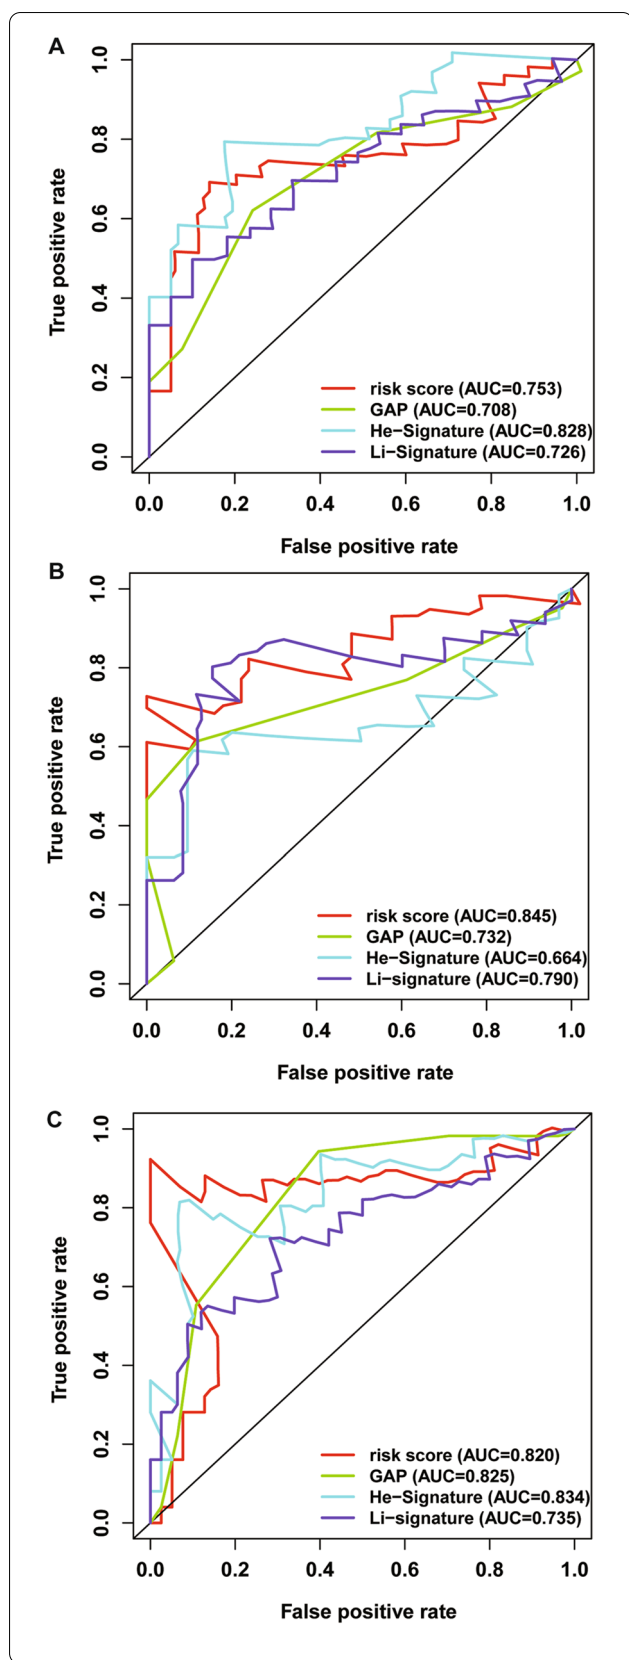 A
1.0
0.8
0.6
0.4
0.2
0.0
True positive rate
risk score (AUC=0.753)
GAP (AUC=0.708)
He−Signature (AUC=0.828)
Li−Signature (AUC=0.726)
0.0 0.2 0.4 0.6 0.8 1.0
False positive rate
B
1.0
0.8
0.6
0.4
0.2
0.0
True positive rate
risk score (AUC=0.845)
GAP (AUC=0.732)
He−Signature (AUC=0.664)
Li−signature (AUC=0.790)
0.0 0.2 0.4 0.6 0.8 1.0
False positive rate
C
1.0
0.8
0.6
0.4
0.2
0.0
True positive rate
risk score (AUC=0.820)
GAP (AUC=0.825)
He−Signature (AUC=0.834)
Li−signature (AUC=0.735)
0.0 0.2 0.4 0.6 0.8 1.0
False positive rate